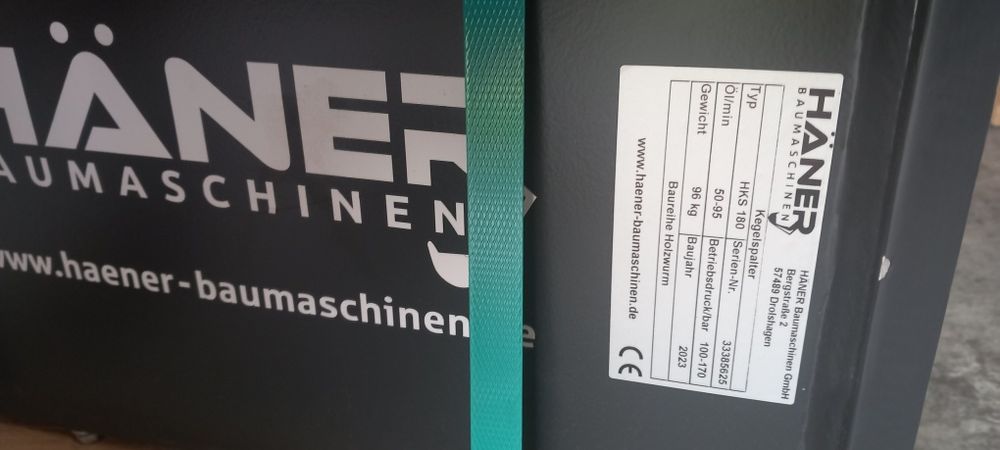 HÄNER
BAUMASCHINEN
www.haener-baumaschinen.de
HÄNER
BAUMASCHINEN
HÄNER Baumaschinen GmbH
Bergstraße 2
57489 Drolshagen
Kegelspalter
Typ HKS 180 Serien-Nr. 33385625
Öl/min 50-95 Betriebsdruck/bar 100-170
Gewicht 96 kg Baujahr 2023
Baureihe Holzwurm
www.haener-baumaschinen.de
CE